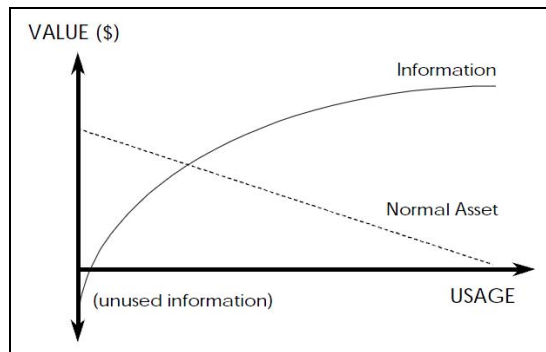 VALUE ($)
Information
Normal Asset
(unused information)
USAGE